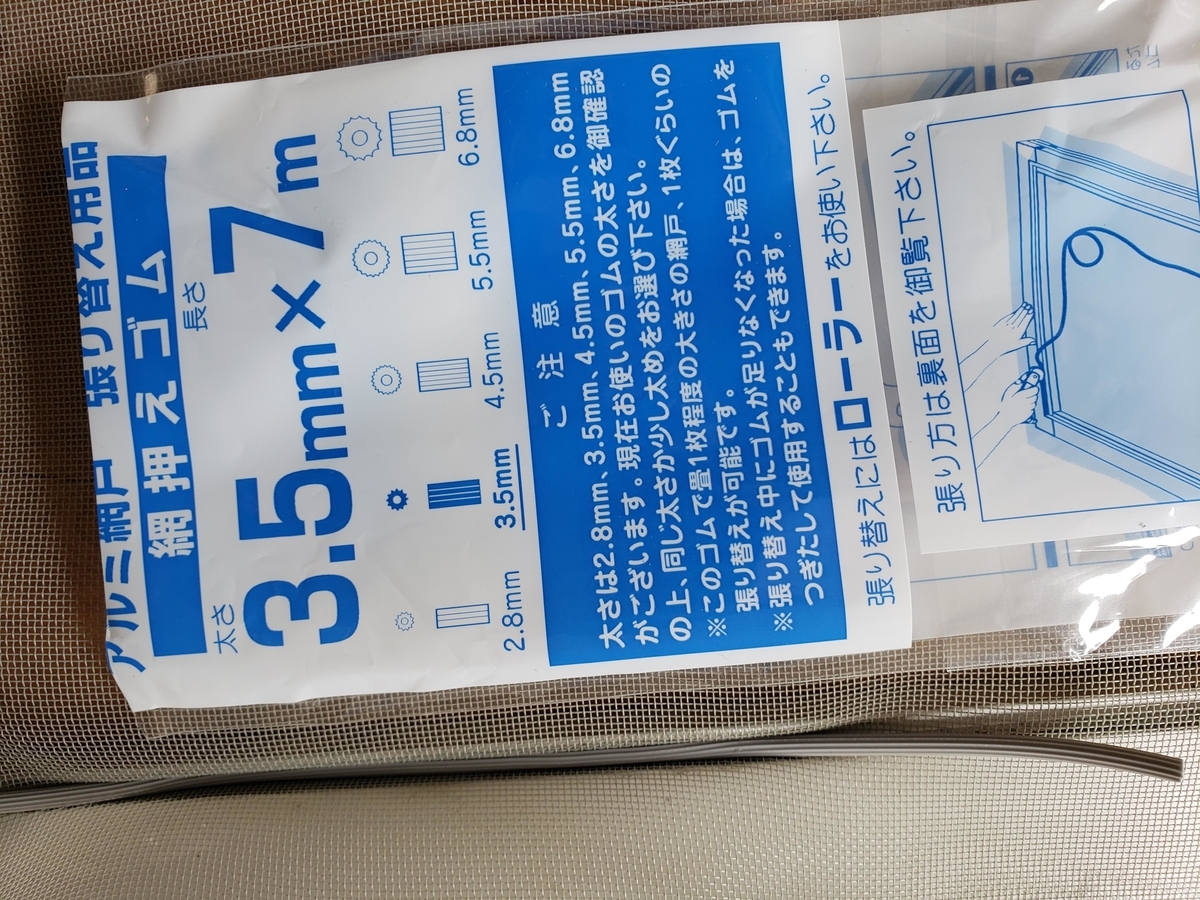 アルミ網戸 張り替え用品
網押えゴム
太さ 長さ
3.5mm×7m
2.8mm 3.5mm 4.5mm 5.5mm 6.8mm
ご注意
太さは2.8mm、3.5mm、4.5mm、5.5mm、6.8mm
がございます。現在お使いのゴムの太さを御確認
の上、同じ太さか少し太めをお選び下さい。
※このゴムで畳1枚程度の大きさの網戸、1枚ぐらいの
張り替えが可能です。
※張り替え中にゴムが足りなくなった場合は、ゴムを
つぎたして使用することもできます。
張り替えにはローラーをお使い下さい。
張り方は裏面を御覧下さい。